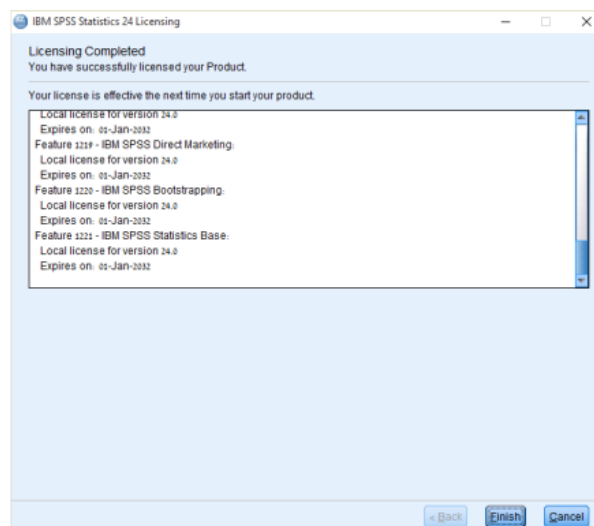 IBM SPSS Statistics 24 Licensing
Licensing Completed
You have successfully licensed your Product.
Your license is effective the next time you start your product.
Local license for version 24.0
Expires on: 01-Jan-2032
Feature 1219 - IBM SPSS Direct Marketing:
Local license for version 24.0
Expires on: 01-Jan-2032
Feature 1220 - IBM SPSS Bootstrapping:
Local license for version 24.0
Expires on: 01-Jan-2032
Feature 1221 - IBM SPSS Statistics Base:
Local license for version 24.0
Expires on: 01-Jan-2032
< Back Finish Cancel